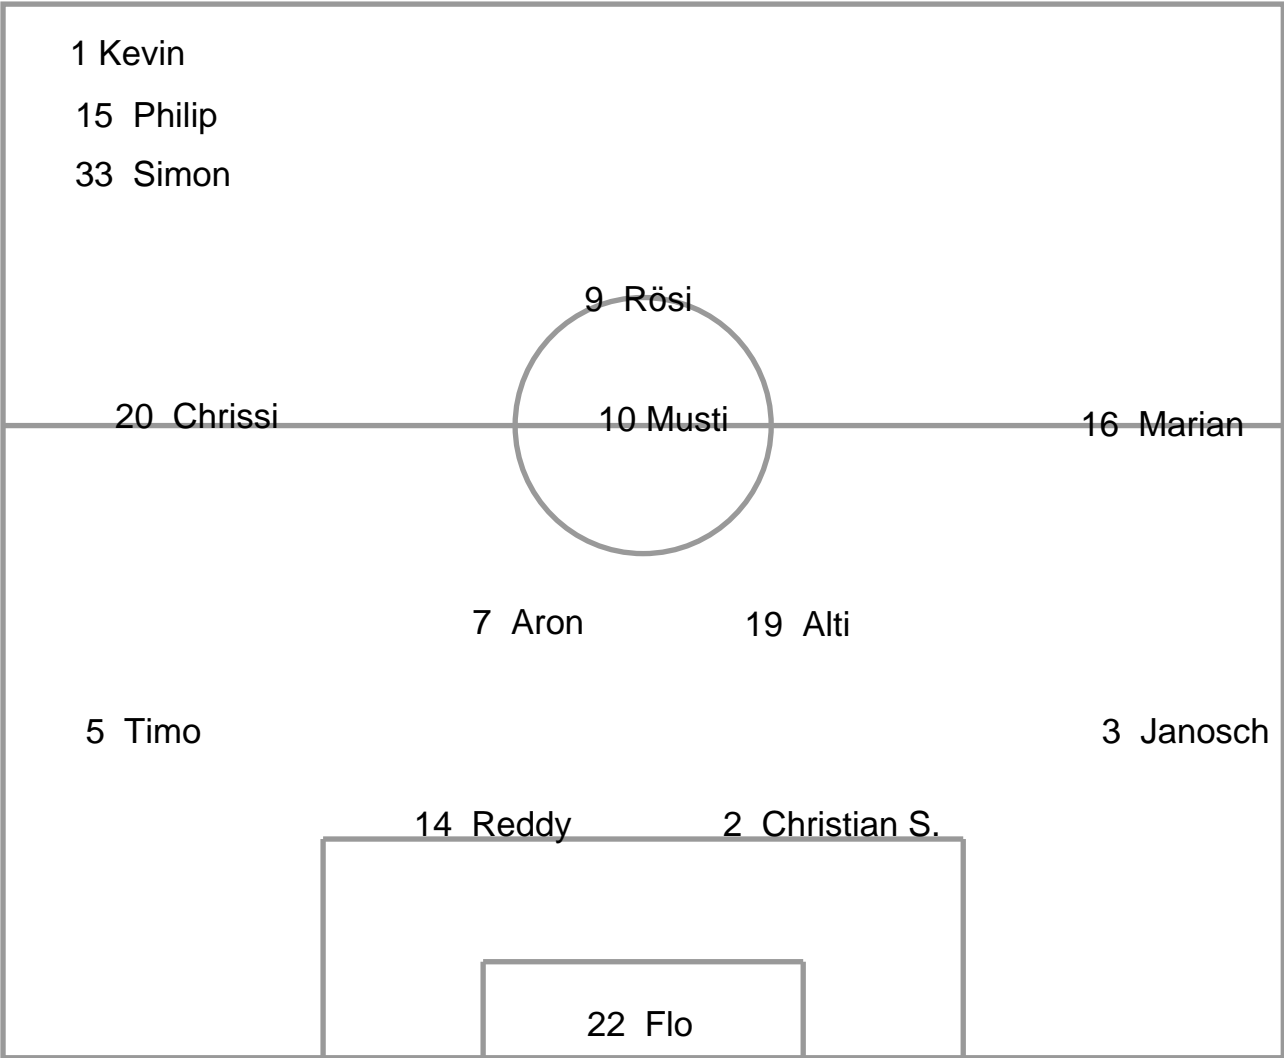 1 Kevin
15 Philip
33 Simon
9 Rösi
20 Chrissi
10 Musti
16 Marian
7 Aron
19 Alti
5 Timo
3 Janosch
14 Reddy
2 Christian S.
22 Flo